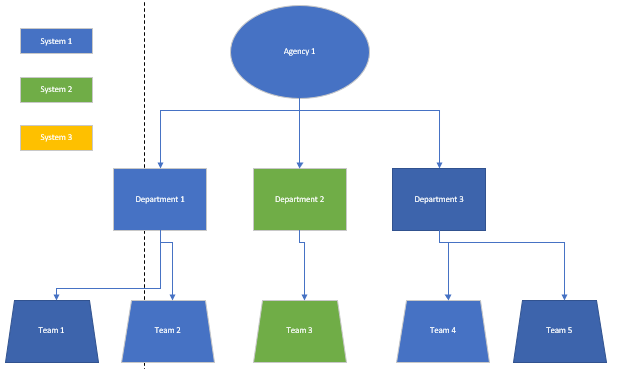 System 1
Agency 1
System 2
System 3
Department 1
Department 2
Department 3
Team 1
Team 2
Team 3
Team 4
Team 5